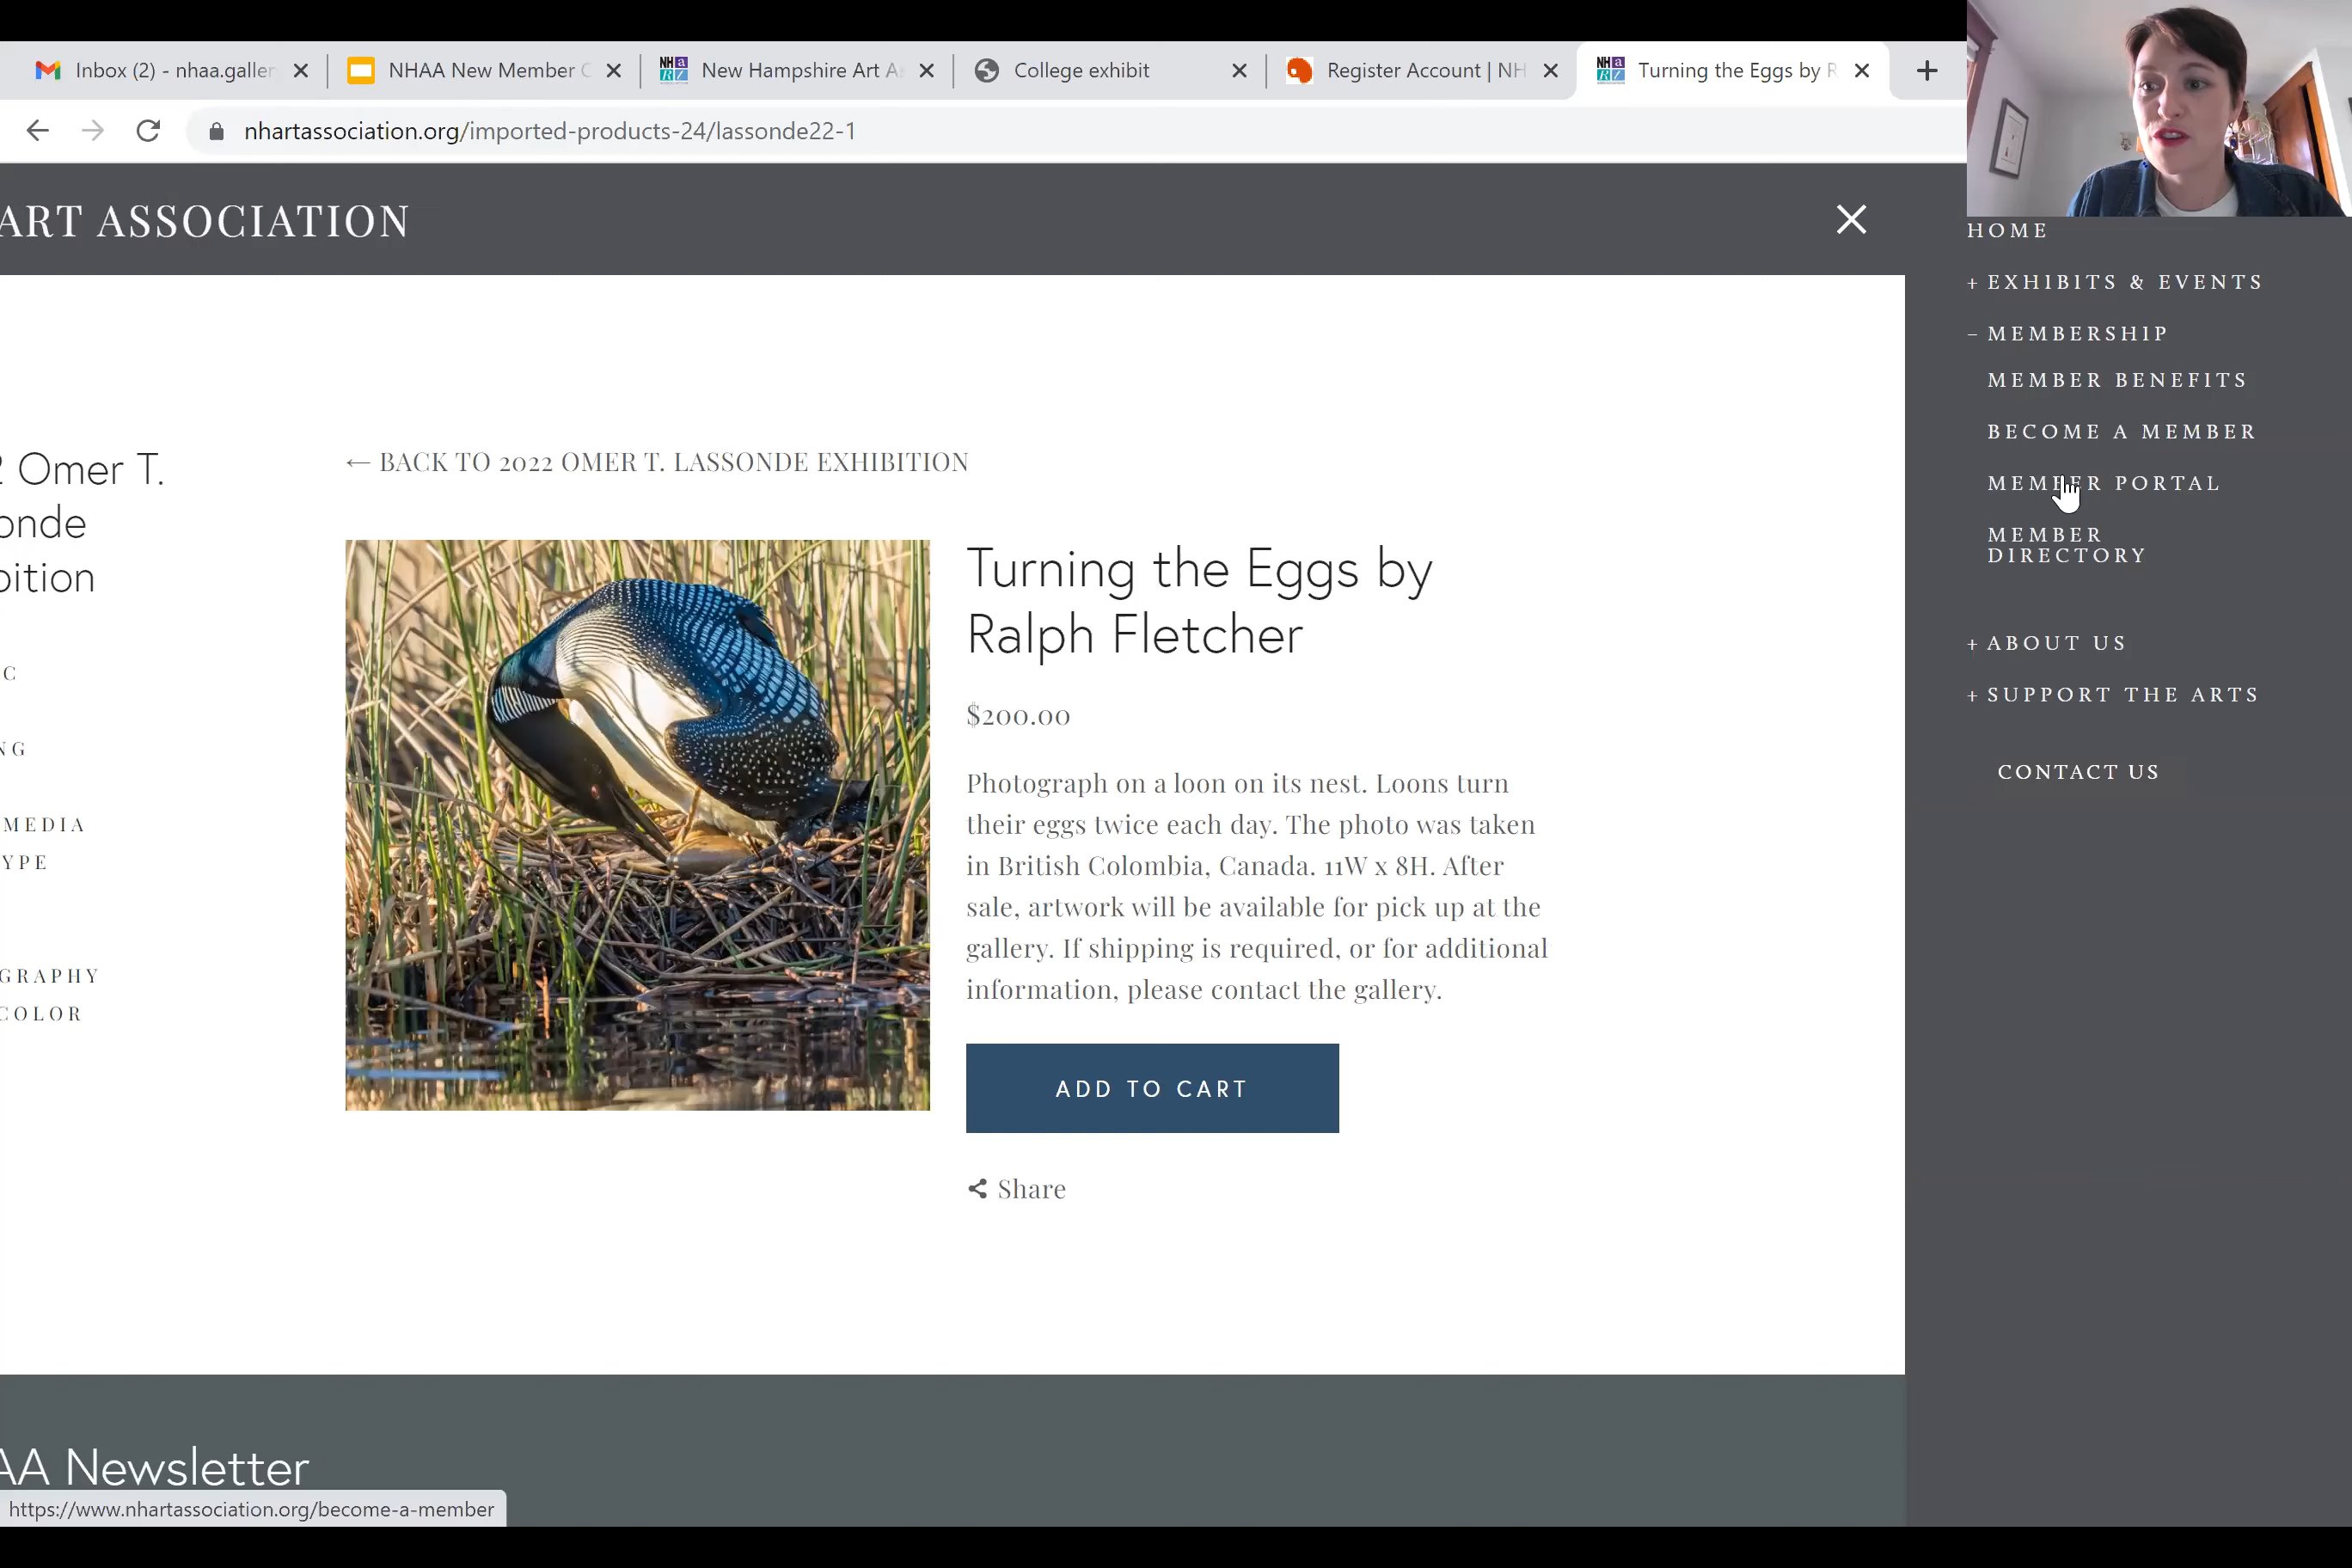 Inbox (2) - nhaa.galler
NHAA New Member C
New Hampshire Art A
College exhibit
Register Account | NH
Turning the Eggs by R
nhartassociation.org/imported-products-24/lassonde22-1
ART ASSOCIATION
HOME
+ EXHIBITS & EVENTS
– MEMBERSHIP
MEMBER BENEFITS
BECOME A MEMBER
MEMBER PORTAL
MEMBER
DIRECTORY
+ ABOUT US
+ SUPPORT THE ARTS
CONTACT US
2 Omer T.
onde
bition
C
NG
MEDIA
YPE
GRAPHY
COLOR
← BACK TO 2022 OMER T. LASSONDE EXHIBITION
Turning the Eggs by
Ralph Fletcher
$200.00
Photograph on a loon on its nest. Loons turn
their eggs twice each day. The photo was taken
in British Colombia, Canada. 11W x 8H. After
sale, artwork will be available for pick up at the
gallery. If shipping is required, or for additional
information, please contact the gallery.
ADD TO CART
Share
AA Newsletter
https://www.nhartassociation.org/become-a-member